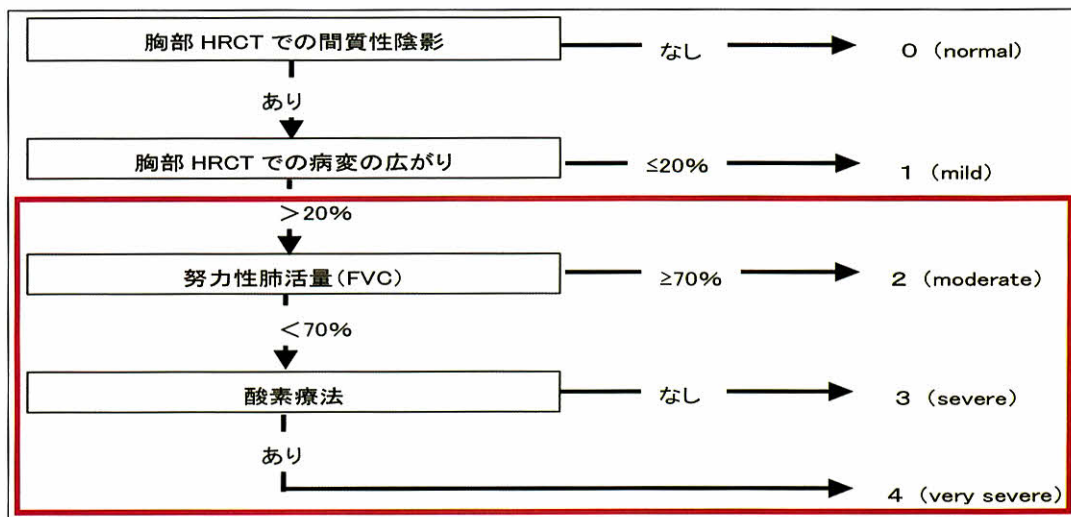 胸部 HRCT での間質性陰影
なし
0 (normal)
あり
胸部 HRCT での病変の広がり
≤20%
1 (mild)
>20%
努力性肺活量(FVC)
≥70%
2 (moderate)
<70%
酸素療法
なし
3 (severe)
あり
4 (very severe)